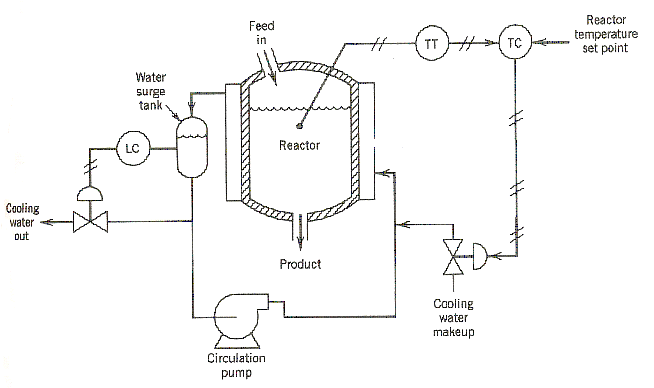 Feed
in
TT
TC
Reactor
temperature
set point
Water
surge
tank
LC
Reactor
Cooling
water
out
Product
Cooling
water
makeup
Circulation
pump